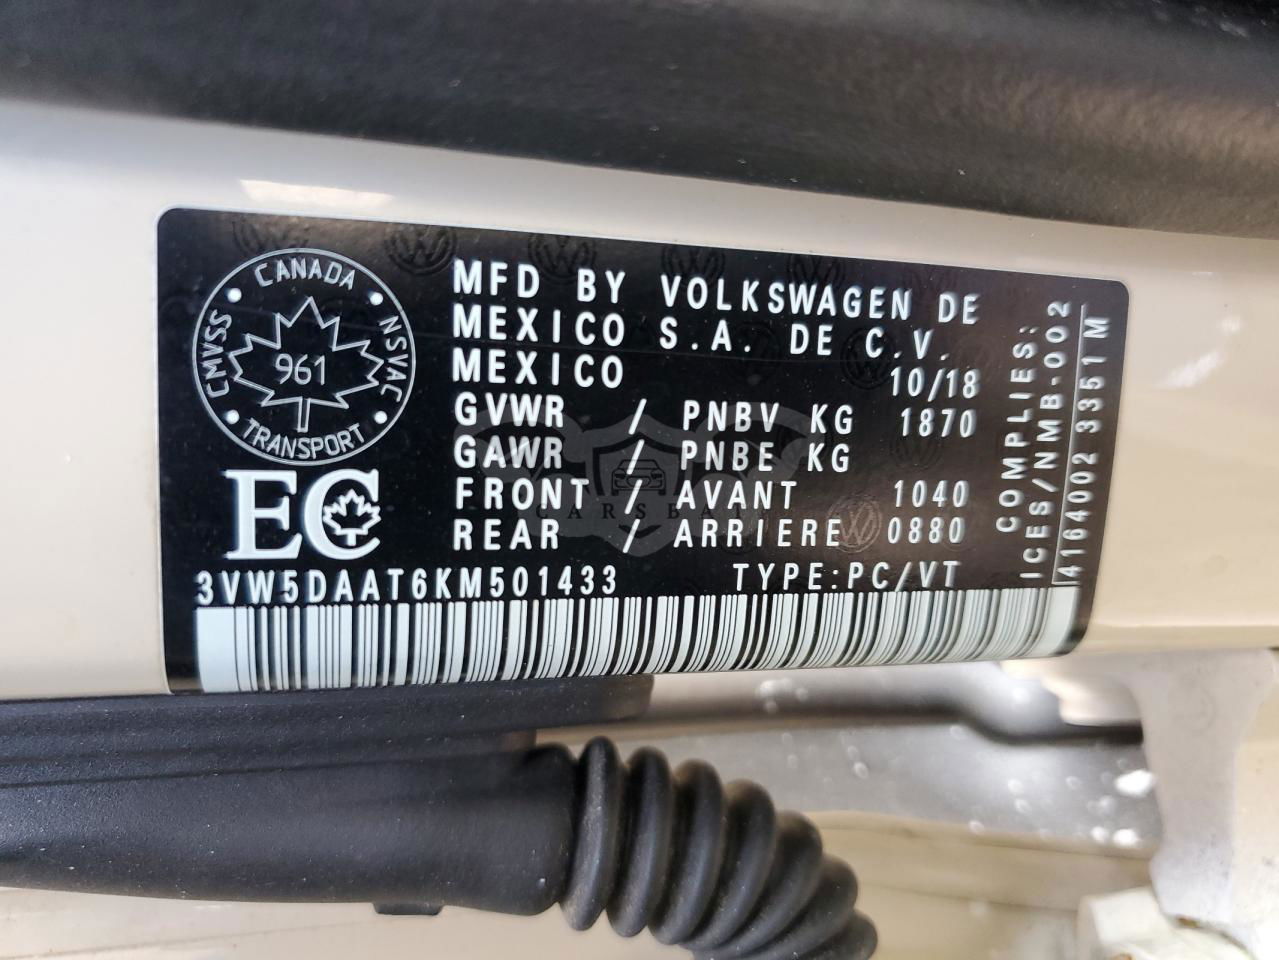 CANADA
CMVSS
NSVAC
961
TRANSPORT
EC
MFD BY VOLKSWAGEN DE
MEXICO S.A. DE C.V.
MEXICO 10/18
GVWR / PNBV KG 1870
GAWR / PNBE KG
FRONT / AVANT 1040
REAR / ARRIERE 0880
3VW5DAAT6KM501433 TYPE:PC/VT
COMPLIES:
ICES/NMB-002
4164002 3351 M
CARSBAT